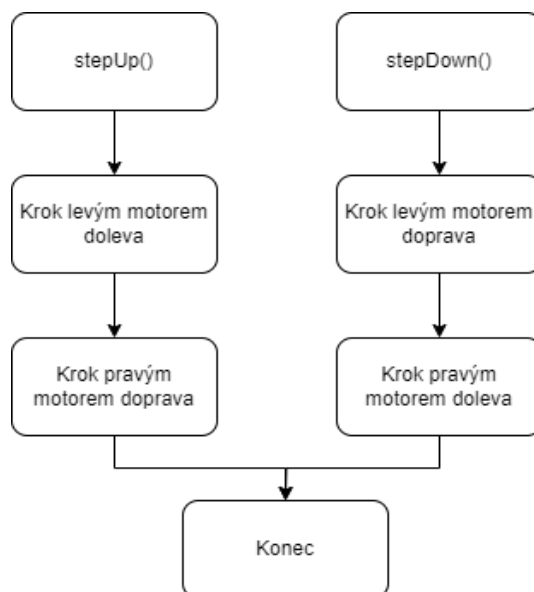 stepUp()
stepDown()
Krok levým motorem
doleva
Krok levým motorem
doprava
Krok pravým
motorem doprava
Krok pravým
motorem doleva
Konec